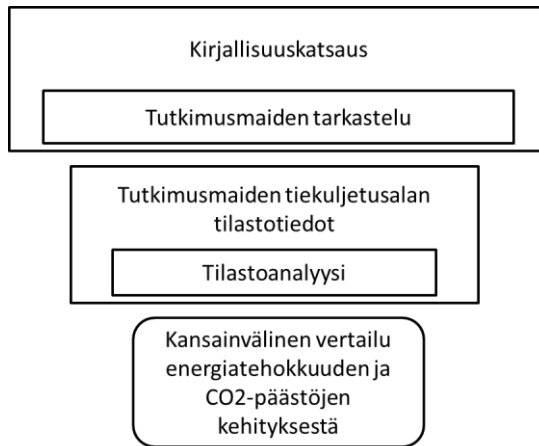 Kirjallisuuskatsaus
Tutkimusmaiden tarkastelu
Tutkimusmaiden tiekuljetusalan
tilastotiedot
Tilastoanalyysi
Kansainvälinen vertailu
energiatehokkuuden ja
CO2-päästöjen
kehityksestä